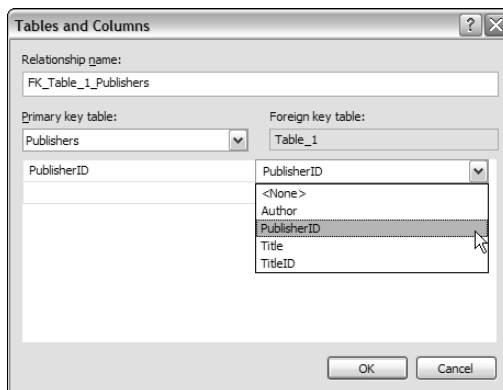 Tables and Columns
Relationship name:
FK_Table_1_Publishers
Primary key table:
Foreign key table:
Publishers
Table_1
PublisherID
PublisherID
<None>
Author
PublisherID
Title
TitleID
OK
Cancel